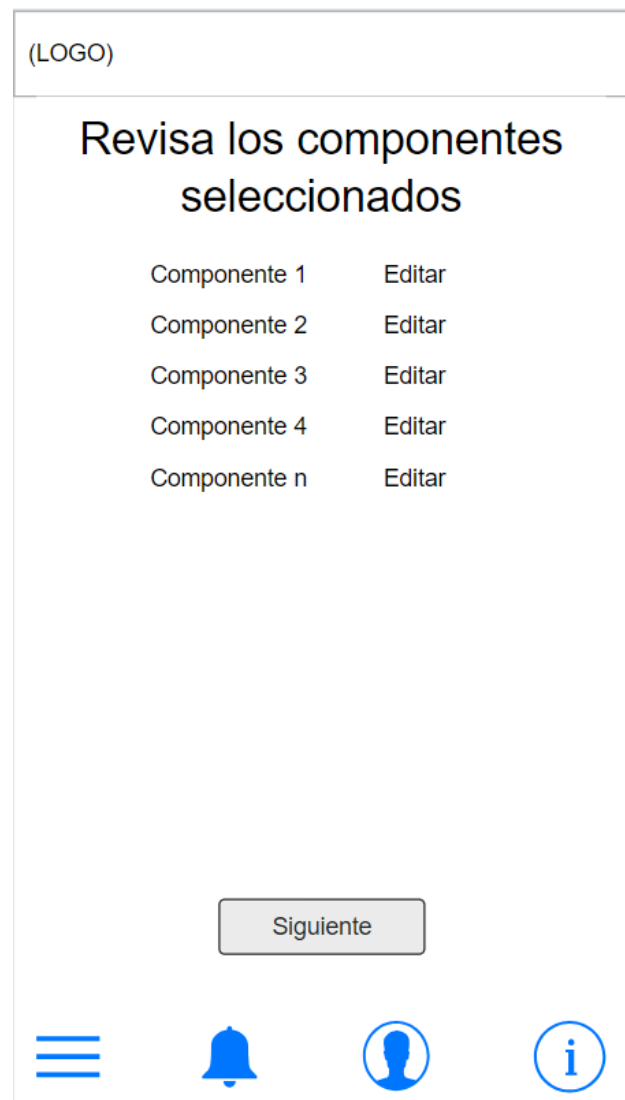 (LOGO)
Revisa los componentes
seleccionados
Componente 1 Editar
Componente 2 Editar
Componente 3 Editar
Componente 4 Editar
Componente n Editar
Siguiente
i